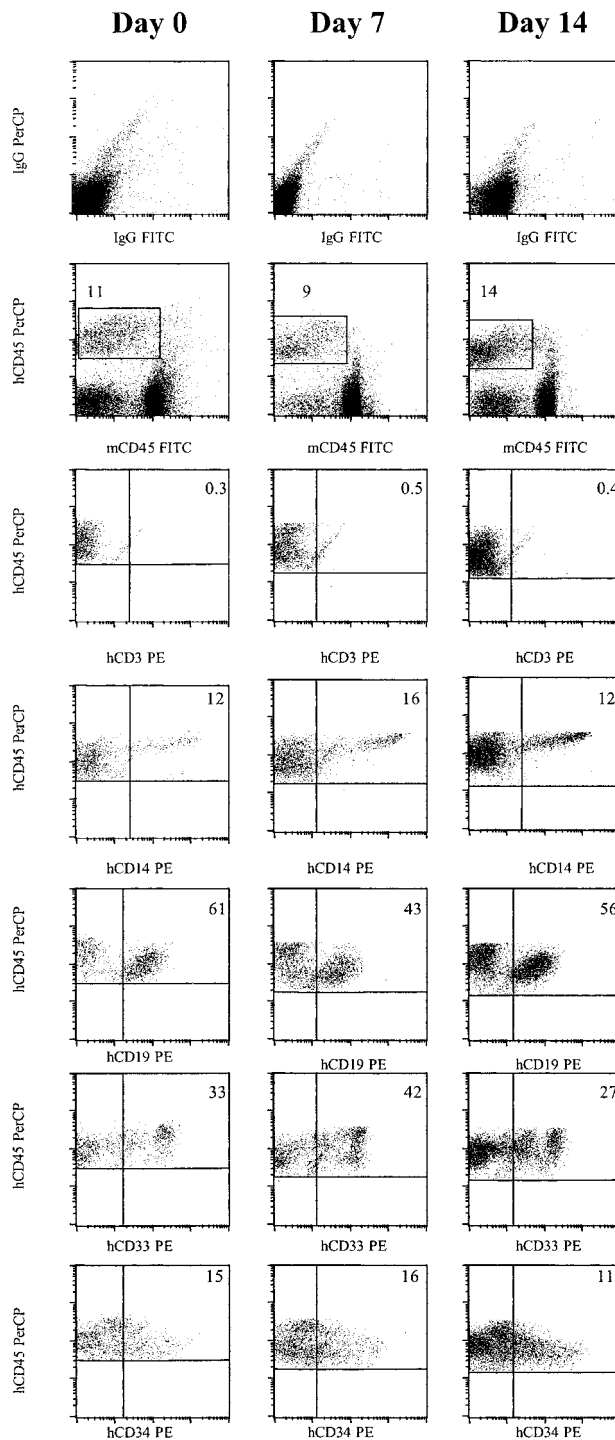 Day 0 Day 7 Day 14
IgG PerCP
IgG FITC IgG FITC IgG FITC
hCD45 PerCP
11 9 14
mCD45 FITC mCD45 FITC mCD45 FITC
hCD45 PerCP
0.3 0.5 0.4
hCD3 PE hCD3 PE hCD3 PE
hCD45 PerCP
12 16 12
hCD14 PE hCD14 PE hCD14 PE
hCD45 PerCP
61 43 56
hCD19 PE hCD19 PE hCD19 PE
hCD45 PerCP
33 42 27
hCD33 PE hCD33 PE hCD33 PE
hCD45 PerCP
15 16 11
hCD34 PE hCD34 PE hCD34 PE